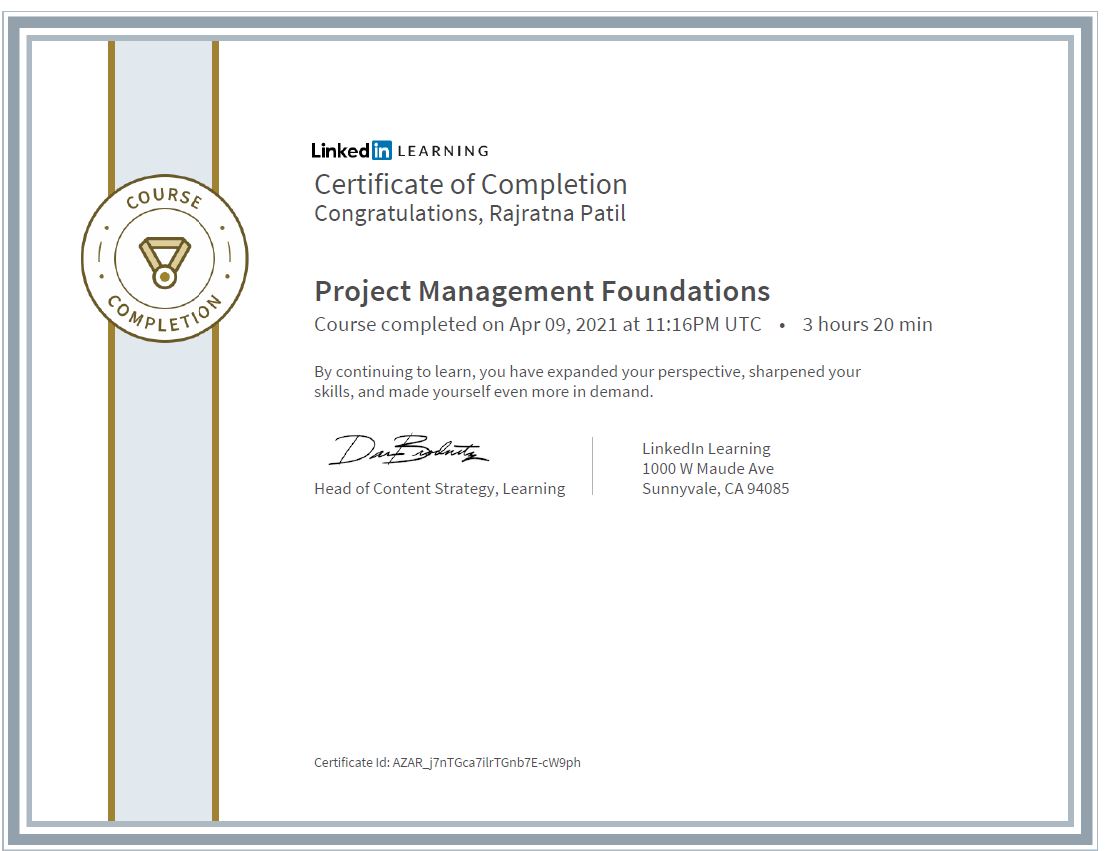 COURSE
COMPLETION
Linked in LEARNING
Certificate of Completion
Congratulations, Rajratna Patil
Project Management Foundations
Course completed on Apr 09, 2021 at 11:16PM UTC • 3 hours 20 min
By continuing to learn, you have expanded your perspective, sharpened your
skills, and made yourself even more in demand.
Head of Content Strategy, Learning
LinkedIn Learning
1000 W Maude Ave
Sunnyvale, CA 94085
Certificate Id: AZAR_j7nTGca7ilrTGnb7E-cW9ph